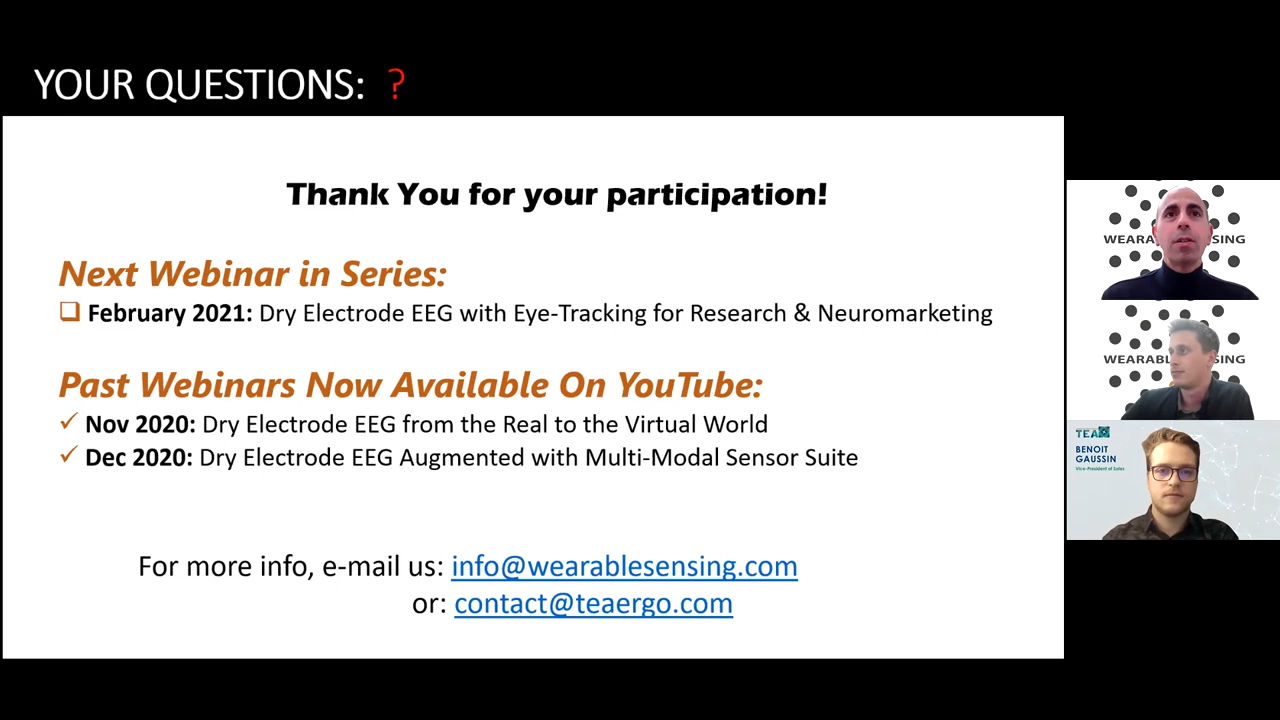 YOUR QUESTIONS: ?
Thank You for your participation!
Next Webinar in Series:
❑ February 2021: Dry Electrode EEG with Eye-Tracking for Research & Neuromarketing
Past Webinars Now Available On YouTube:
✓ Nov 2020: Dry Electrode EEG from the Real to the Virtual World
✓ Dec 2020: Dry Electrode EEG Augmented with Multi-Modal Sensor Suite
For more info, e-mail us: info@wearablesensing.com
or: contact@teaergo.com
WEARA SING
WEARABL SING
TEA
BENOIT
GAUSSIN
Vice-President of Sales